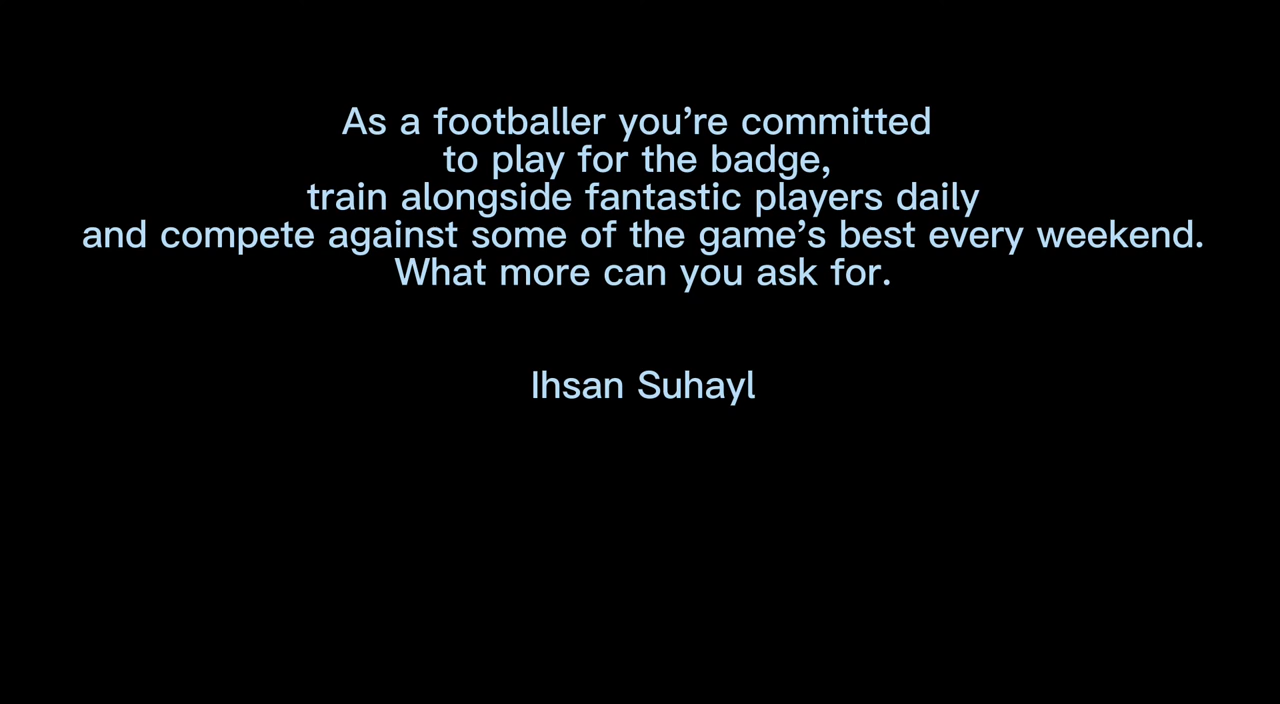 As a footballer you’re committed
to play for the badge,
train alongside fantastic players daily
and compete against some of the game’s best every weekend.
What more can you ask for.
Ihsan Suhayl